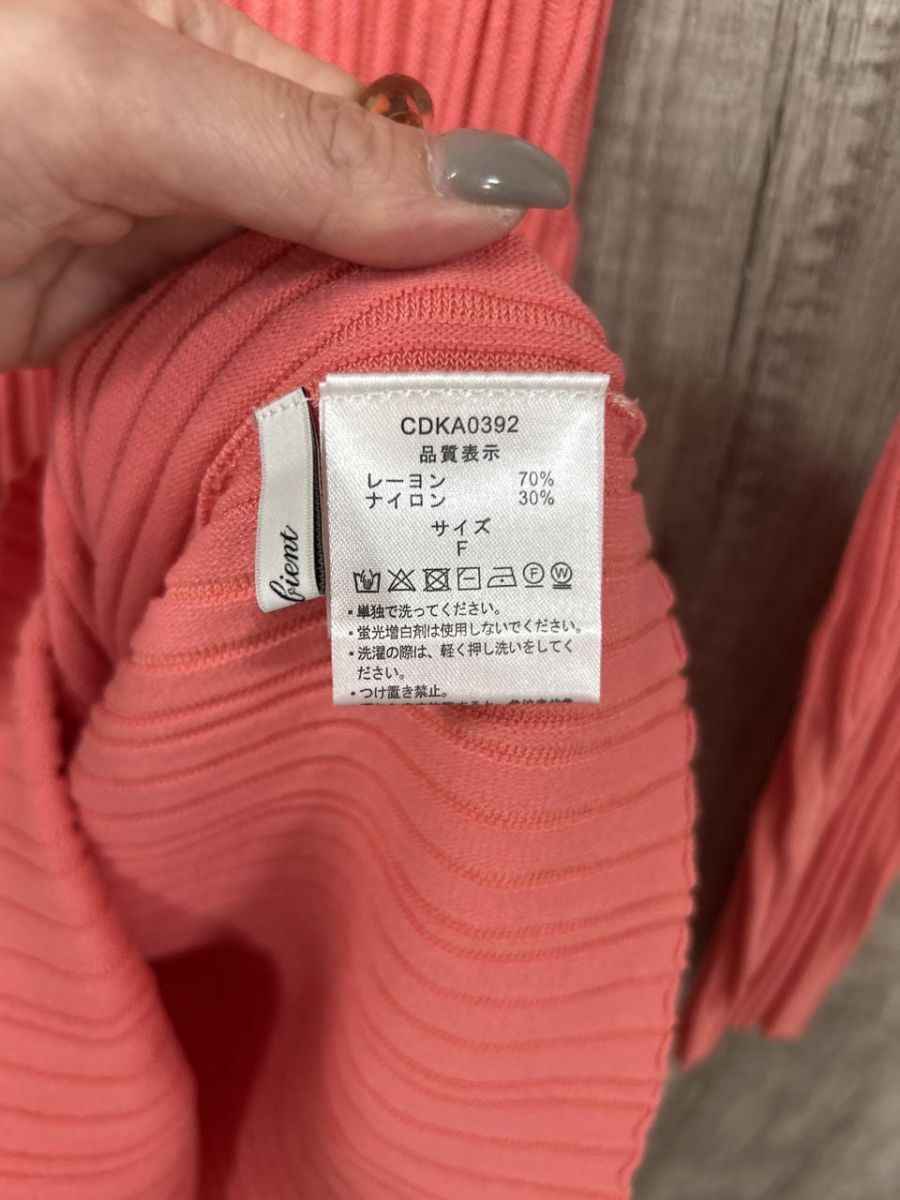 CDKA0392
品質表示
レーヨン 70%
ナイロン 30%
サイズ
F
F W
・単独で洗ってください。
・蛍光増白剤は使用しないでください。
・洗濯の際は、軽く押し洗いをしてく
ださい。
・つけ置き禁止。
fient